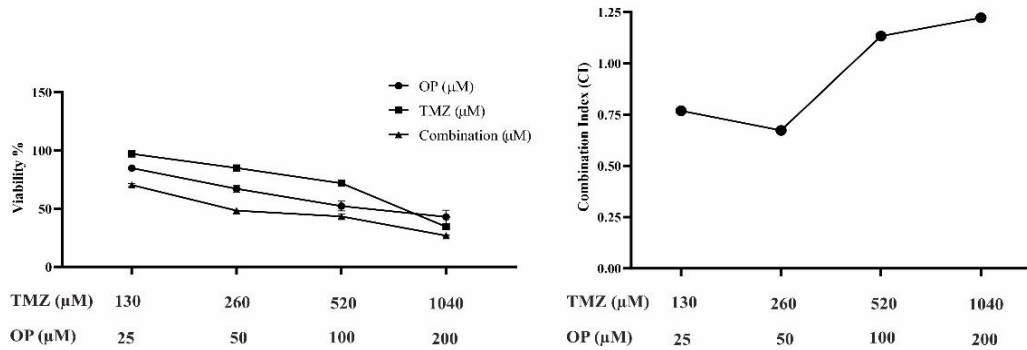 OP (μM)
TMZ (μM)
Combination (μM)
Viability %
150
100
50
0
TMZ (μM) 130 260 520 1040
OP (μM) 25 50 100 200
Combination Index (CI)
1.25
1.00
0.75
0.50
0.25
0.00
TMZ (μM) 130 260 520 1040
OP (μM) 25 50 100 200